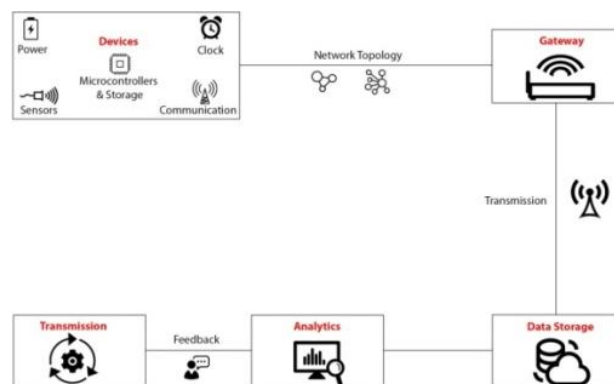 Devices
Power
Clock
Microcontrollers
& Storage
Sensors
Communication
Network Topology
Gateway
Transmission
Transmission
Feedback
Analytics
Data Storage